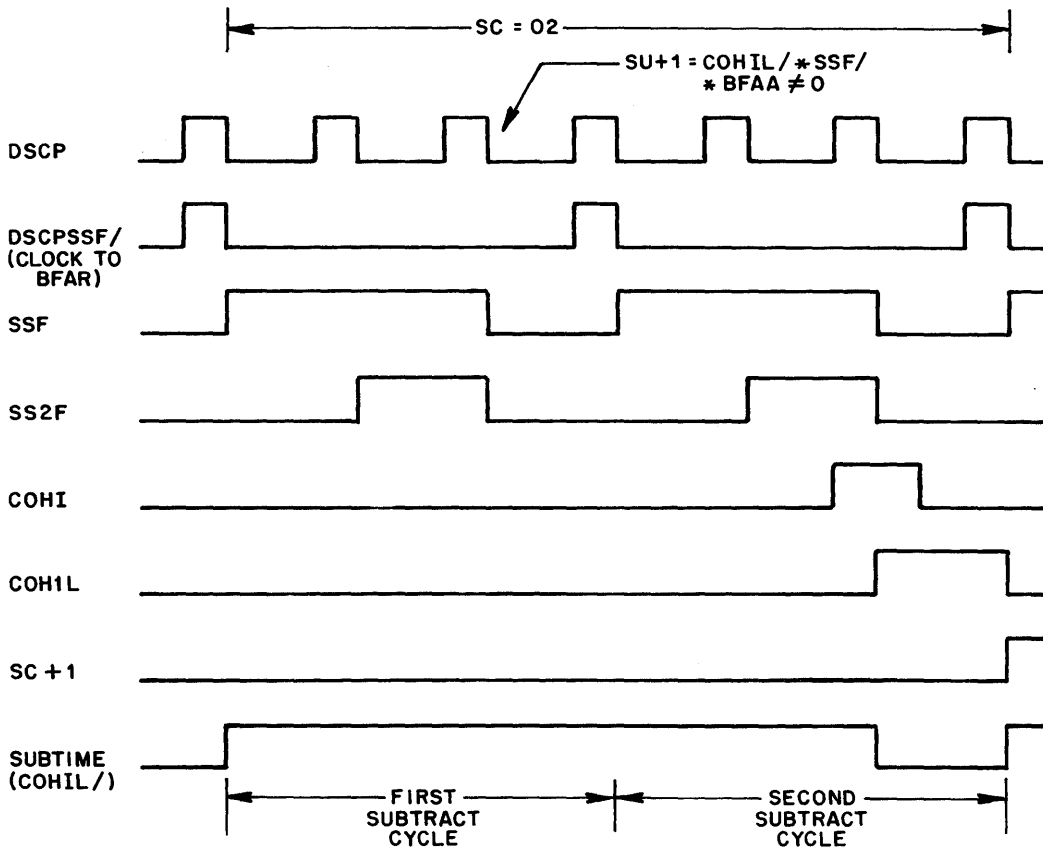 SC = 02
SU+1 = COHIL/ * SSF/
* BFAA ≠ 0
DSCP
DSCPSSF/
(CLOCK TO
BFAR)
SSF
SS2F
COHI
COH1L
SC + 1
SUBTIME
(COHIL/)
FIRST
SUBTRACT
CYCLE
SECOND
SUBTRACT
CYCLE